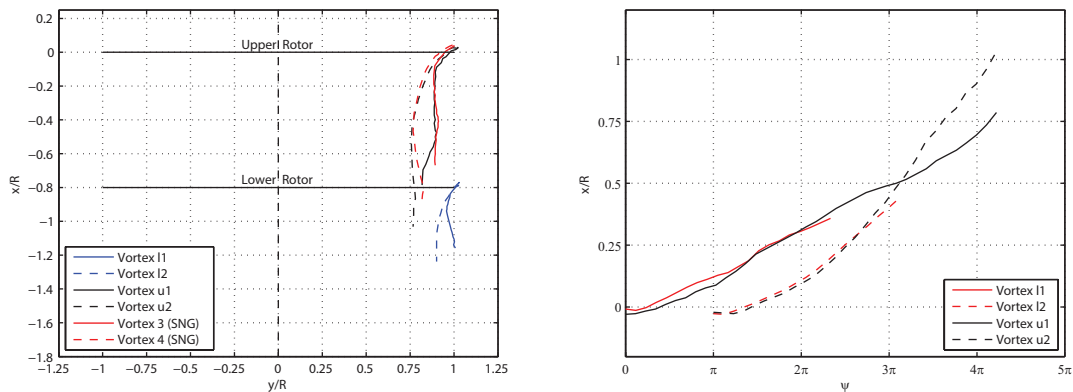 0.2
0
−0.2
−0.4
−0.6
−0.8
−1
−1.2
−1.4
−1.6
−1.8
x/R
Upper Rotor
Lower Rotor
Vortex l1
Vortex l2
Vortex u1
Vortex u2
Vortex 3 (SNG)
Vortex 4 (SNG)
−1.25 −1 −0.75 −0.5 −0.25 0 0.25 0.5 0.75 1 1.25
y/R
1
0.75
0.5
0.25
0
x/R
Vortex l1
Vortex l2
Vortex u1
Vortex u2
0 π 2π 3π 4π 5π
ψ